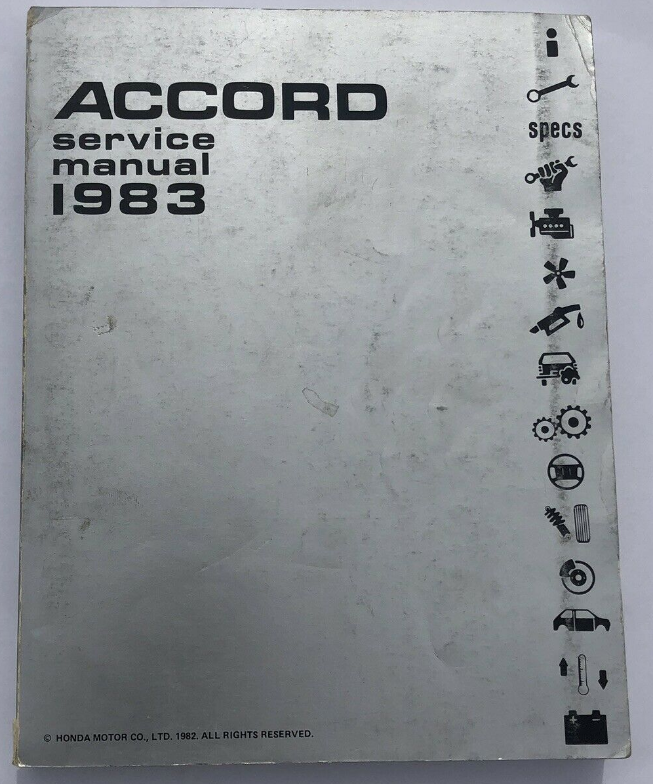 ACCORD
service
manual
1983
i
specs
© HONDA MOTOR CO., LTD. 1982. ALL RIGHTS RESERVED.